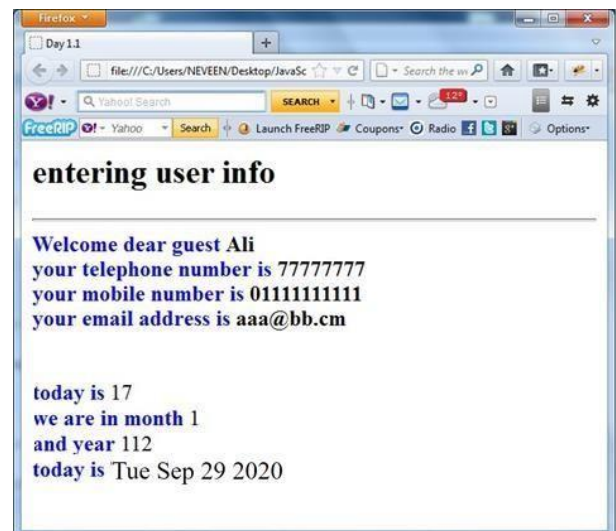 Firefox
Day 1.1
+
file:///C:/Users/NEVEEN/Desktop/JavaSc
Search the
Yahoo! Search
SEARCH
12°
FreeRIP Y! - Yahoo Search Launch FreeRIP Coupons Radio Options
entering user info
Welcome dear guest Ali
your telephone number is 77777777
your mobile number is 01111111111
your email address is aaa@bb.cm
today is 17
we are in month 1
and year 112
today is Tue Sep 29 2020